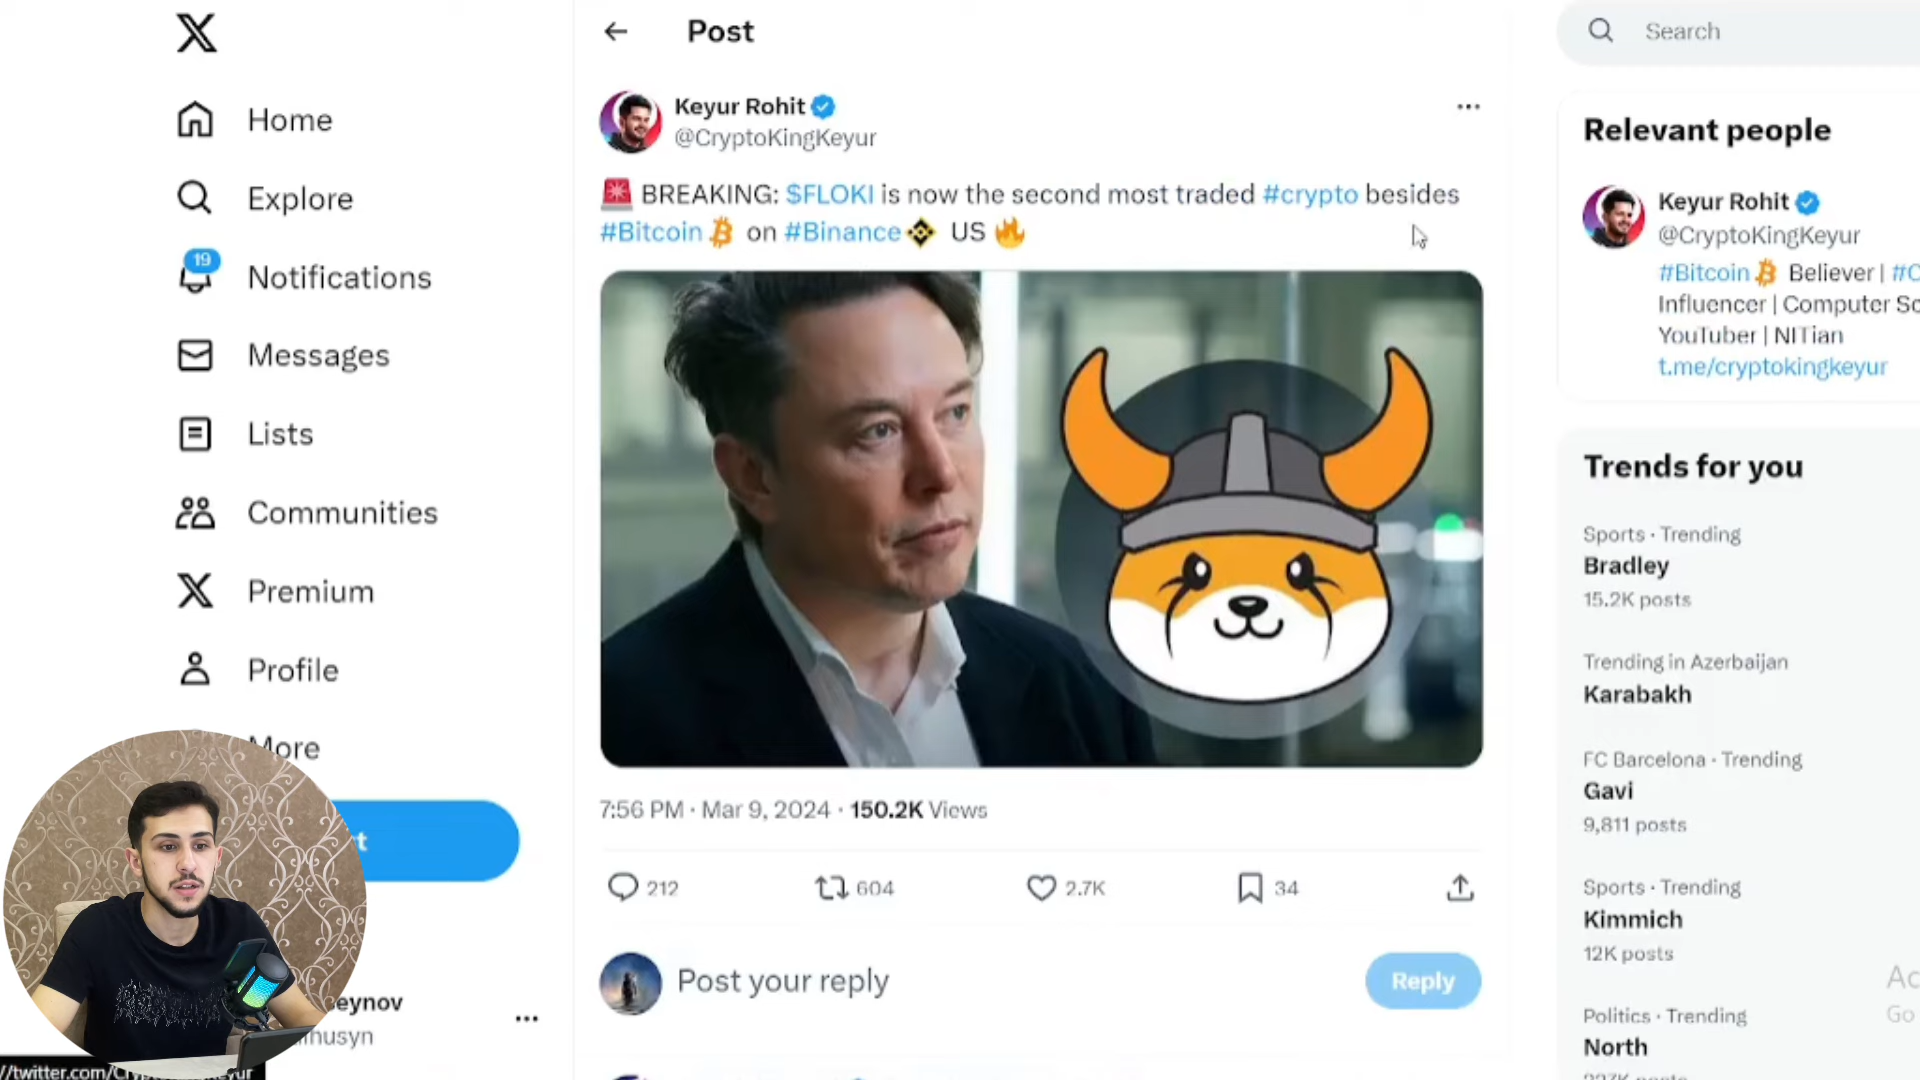 Home
Explore
19
Notifications
Messages
Lists
Communities
Premium
Profile
More
Post
Keyur Rohit
@CryptoKingKeyur
BREAKING: $FLOKI is now the second most traded #crypto besides
#Bitcoin on #Binance US
7:56 PM · Mar 9, 2024 · 150.2K Views
212
604
2.7K
34
Post your reply
Reply
Search
Relevant people
Keyur Rohit
@CryptoKingKeyur
#Bitcoin Believer | #C
Influencer | Computer Sc
YouTuber | NITian
t.me/cryptokingkeyur
Trends for you
Sports · Trending
Bradley
15.2K posts
Trending in Azerbaijan
Karabakh
FC Barcelona · Trending
Gavi
9,811 posts
Sports · Trending
Kimmich
12K posts
Politics · Trending
North
Ac
Go
eynov